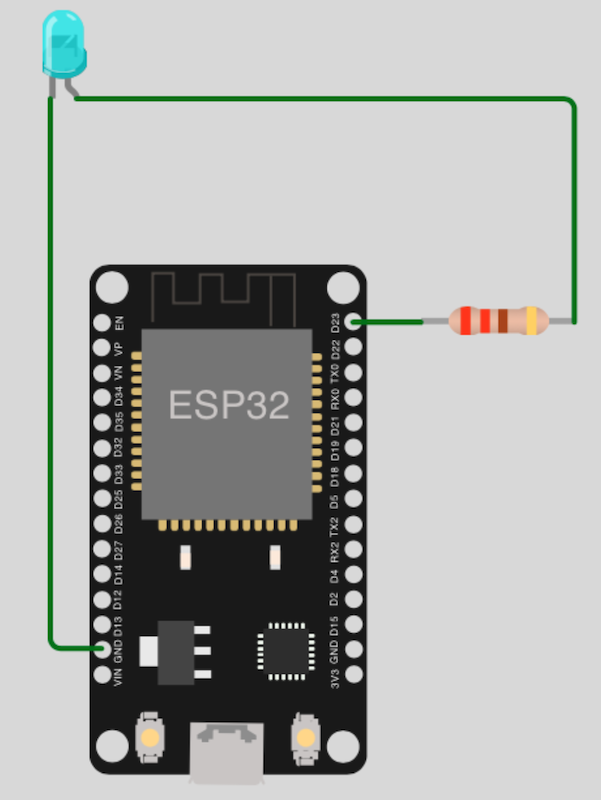 ESP32
EN
VP
VN
D34
D35
D32
D33
D25
D26
D27
D14
D12
D13
GND
VIN
D23
D22
TX0
RX0
D21
D19
D18
D5
TX2
RX2
D4
D2
D15
GND
3V3